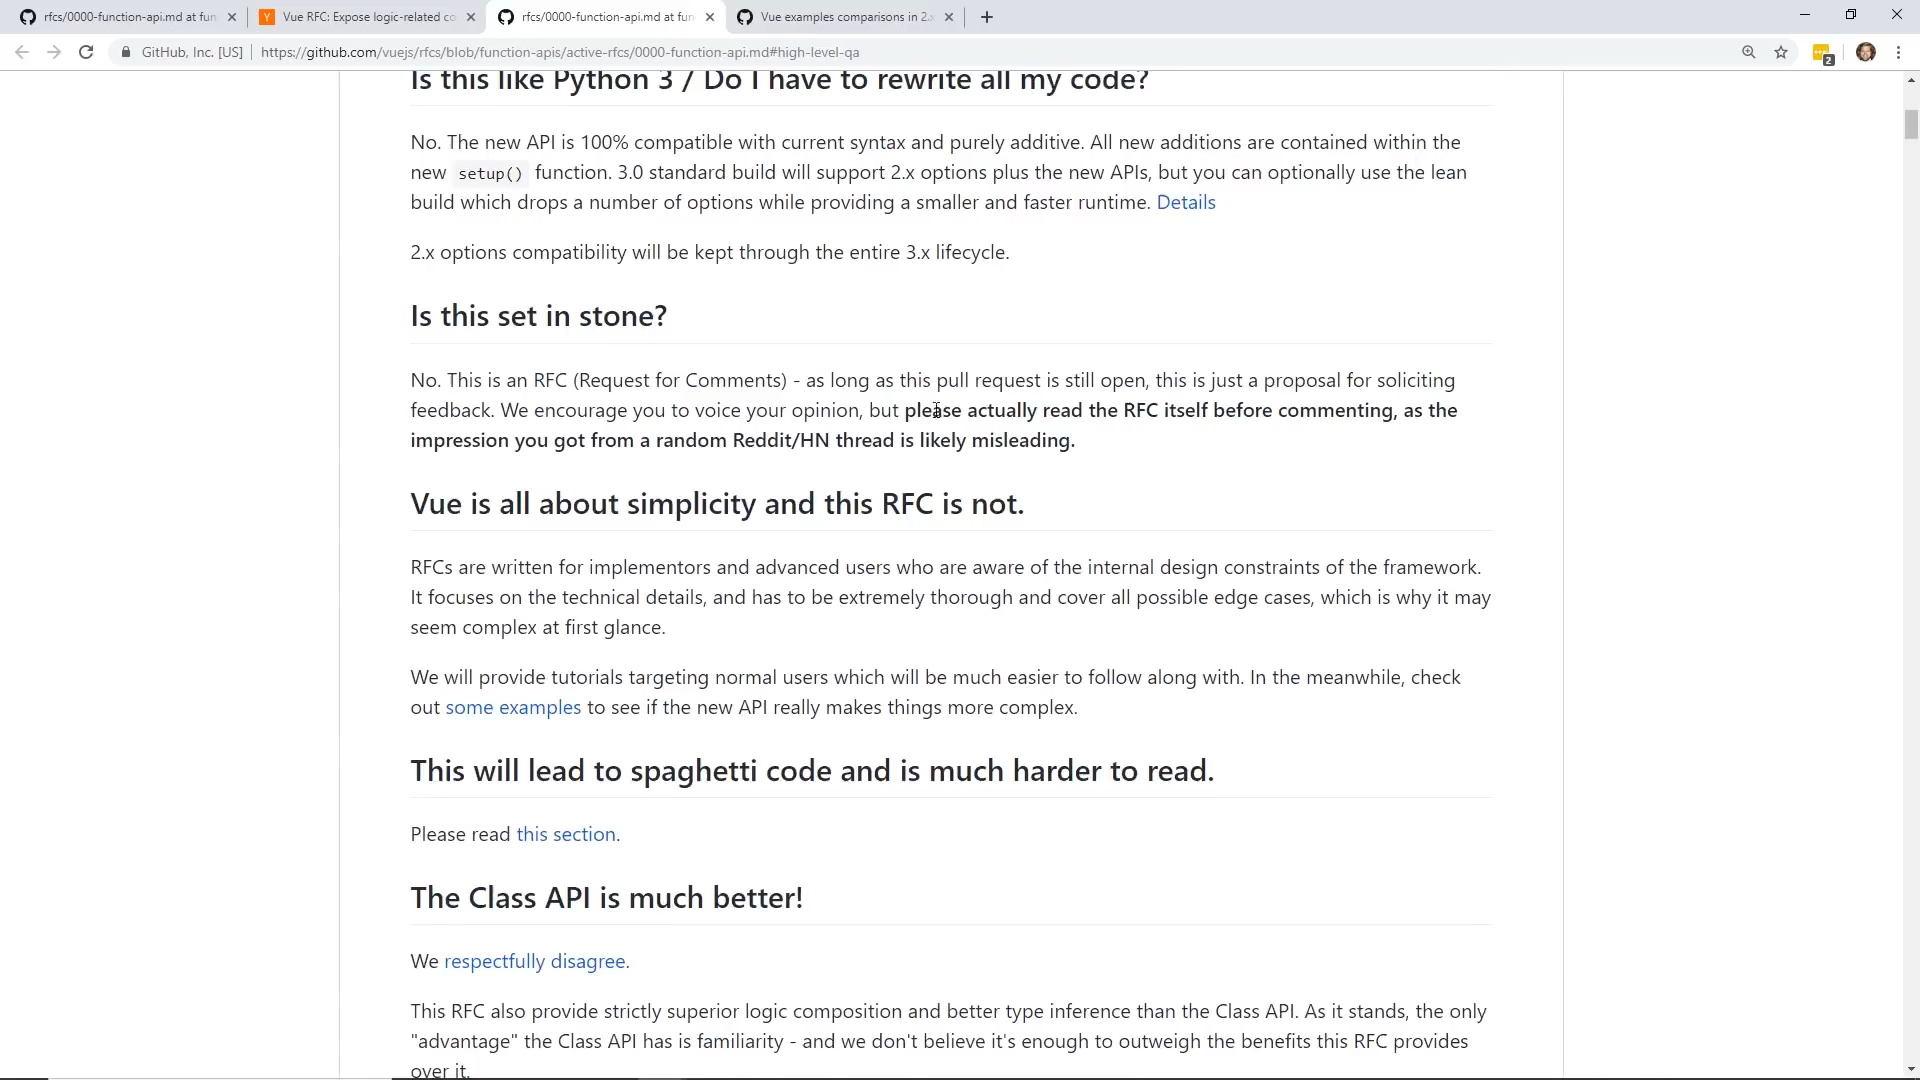 rfcs/0000-function-api.md at fun
Vue RFC: Expose logic-related co
rfcs/0000-function-api.md at fun
Vue examples comparisons in 2.x
GitHub, Inc. [US]
https://github.com/vuejs/rfcs/blob/function-apis/active-rfcs/0000-function-api.md#high-level-qa
2
Is this like Python 3 / Do I have to rewrite all my code?
No. The new API is 100% compatible with current syntax and purely additive. All new additions are contained within the
new setup() function. 3.0 standard build will support 2.x options plus the new APIs, but you can optionally use the lean
build which drops a number of options while providing a smaller and faster runtime. Details
2.x options compatibility will be kept through the entire 3.x lifecycle.
Is this set in stone?
No. This is an RFC (Request for Comments) - as long as this pull request is still open, this is just a proposal for soliciting
feedback. We encourage you to voice your opinion, but please actually read the RFC itself before commenting, as the
impression you got from a random Reddit/HN thread is likely misleading.
Vue is all about simplicity and this RFC is not.
RFCs are written for implementors and advanced users who are aware of the internal design constraints of the framework.
It focuses on the technical details, and has to be extremely thorough and cover all possible edge cases, which is why it may
seem complex at first glance.
We will provide tutorials targeting normal users which will be much easier to follow along with. In the meanwhile, check
out some examples to see if the new API really makes things more complex.
This will lead to spaghetti code and is much harder to read.
Please read this section.
The Class API is much better!
We respectfully disagree.
This RFC also provide strictly superior logic composition and better type inference than the Class API. As it stands, the only
"advantage" the Class API has is familiarity - and we don't believe it's enough to outweigh the benefits this RFC provides
over it.